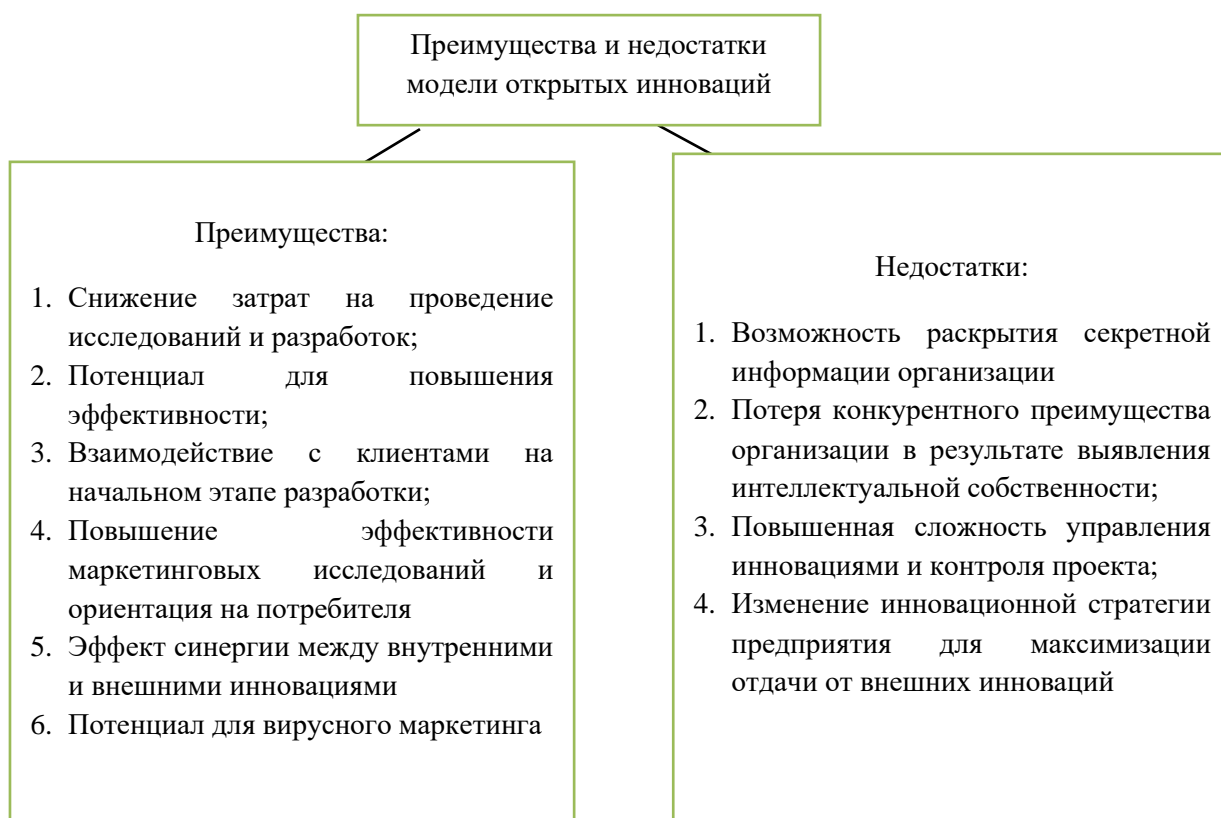 Преимущества и недостатки
модели открытых инноваций
Преимущества:
1. Снижение затрат на проведение
исследований и разработок;
2. Потенциал для повышения
эффективности;
3. Взаимодействие с клиентами на
начальном этапе разработки;
4. Повышение эффективности
маркетинговых исследований и
ориентация на потребителя
5. Эффект синергии между внутренними
и внешними инновациями
6. Потенциал для вирусного маркетинга
Недостатки:
1. Возможность раскрытия секретной
информации организации
2. Потеря конкурентного преимущества
организации в результате выявления
интеллектуальной собственности;
3. Повышенная сложность управления
инновациями и контроля проекта;
4. Изменение инновационной стратегии
предприятия для максимизации
отдачи от внешних инноваций